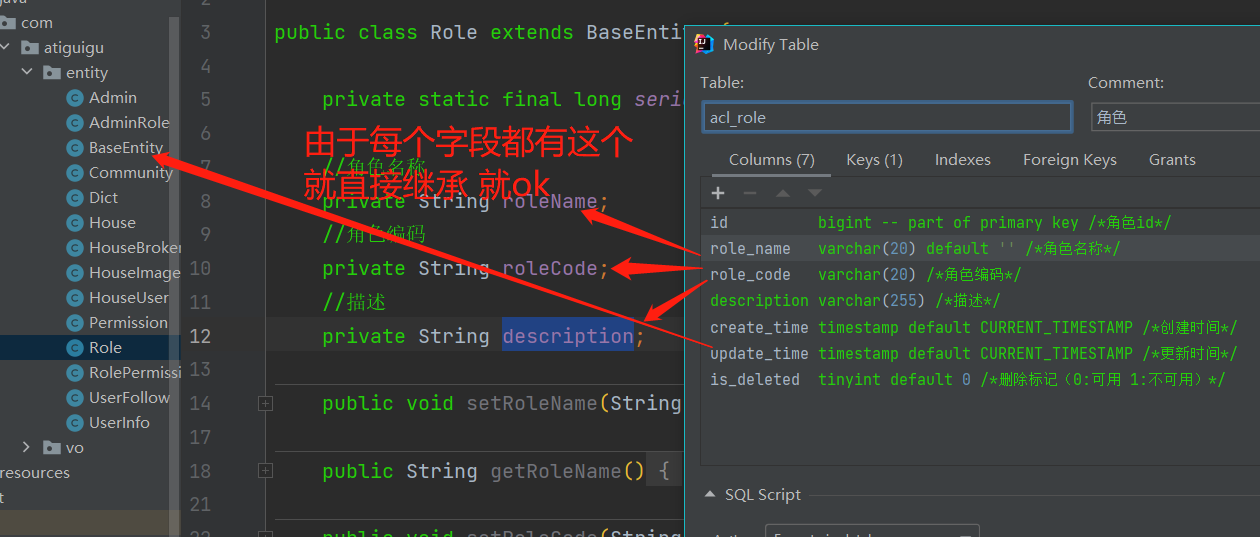 java
com
atiguigu
entity
Admin
AdminRole
BaseEntity
Community
Dict
House
HouseBroker
HouseImage
HouseUser
Permission
Role
RolePermissi
UserFollow
UserInfo
vo
resources
t
2
3 public class Role extends BaseEntit
4
5 private static final long seri
6
由于每个字段都有这个
7 //角色名称
就直接继承 就ok
8 private String roleName;
9 //角色编码
10 private String roleCode;
11 //描述
12 private String description;
13
14 public void setRoleName(String
17
18 public String getRoleName() {
21
22 public void setRoleCode(String
Modify Table
Table:
Comment:
acl_role
角色
Columns (7) Keys (1) Indexes Foreign Keys Grants
id bigint -- part of primary key /*角色id*/
role_name varchar(20) default '' /*角色名称*/
role_code varchar(20) /*角色编码*/
description varchar(255) /*描述*/
create_time timestamp default CURRENT_TIMESTAMP /*创建时间*/
update_time timestamp default CURRENT_TIMESTAMP /*更新时间*/
is_deleted tinyint default 0 /*删除标记（0:可用 1:不可用）*/
SQL Script